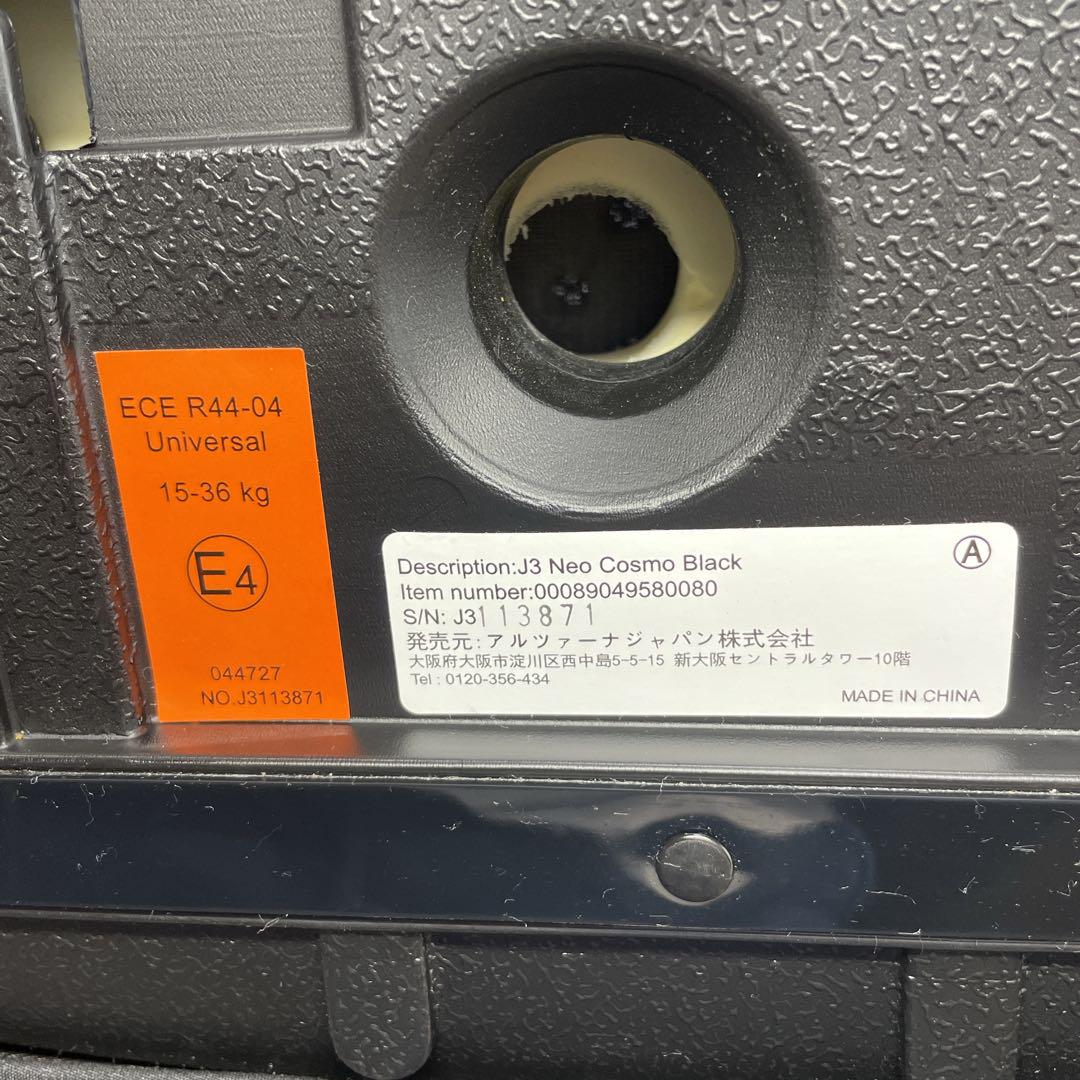 ECE R44-04
Universal
15-36 kg
E4
044727
NO.J3113871
Description:J3 Neo Cosmo Black
A
Item number:00089049580080
S/N: J3113871
発売元:アルツァーナジャパン株式会社
大阪府大阪市淀川区西中島5-5-15 新大阪セントラルタワー10階
Tel : 0120-356-434
MADE IN CHINA